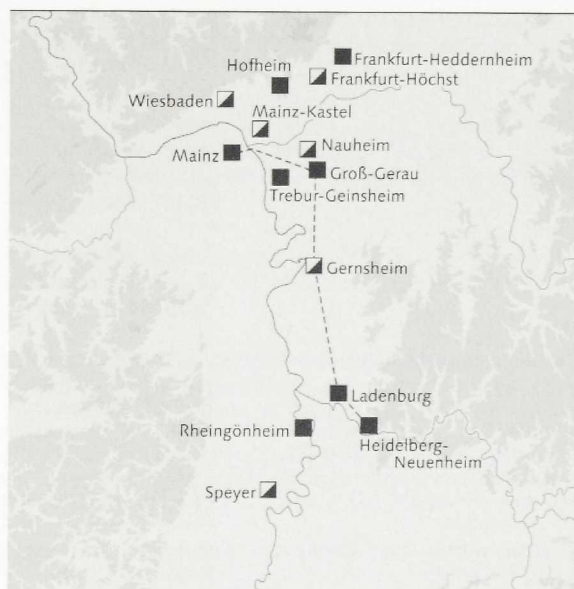 Frankfurt-Heddernheim
Hofheim
Frankfurt-Höchst
Wiesbaden
Mainz-Kastel
Nauheim
Mainz
Groß-Gerau
Trebur-Geinsheim
Gernsheim
Ladenburg
Rheingönheim
Heidelberg-
Neuenheim
Speyer